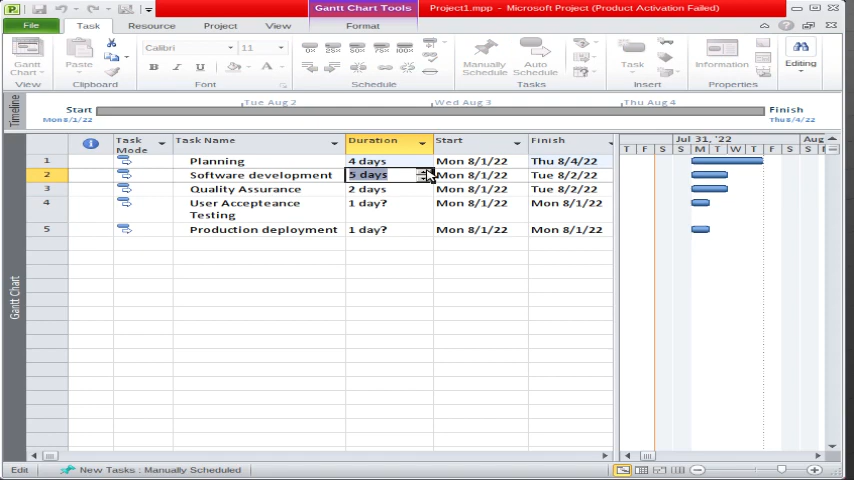 Gantt Chart Tools
Project1.mpp - Microsoft Project (Product Activation Failed)
File Task Resource Project View Format
Gantt Chart
Paste
Calibri 11
B I U A
0% 25% 50% 75% 100%
Manually Schedule
Auto Schedule
Task
Information
Editing
View Clipboard Font Schedule Tasks Insert Properties
Timeline
Tue Aug 2 Wed Aug 3 Thu Aug 4
Start
Mon 8/1/22
Finish
Thu 8/4/22
Task Mode Task Name Duration Start Finish
Jul 31, '22 Aug
T F S S M T W T F S S M
1 Planning 4 days Mon 8/1/22 Thu 8/4/22
2 Software development 5 days Mon 8/1/22 Tue 8/2/22
3 Quality Assurance 2 days Mon 8/1/22 Tue 8/2/22
4 User Accepteance Testing 1 day? Mon 8/1/22 Mon 8/1/22
5 Production deployment 1 day? Mon 8/1/22 Mon 8/1/22
Gantt Chart
Edit New Tasks : Manually Scheduled